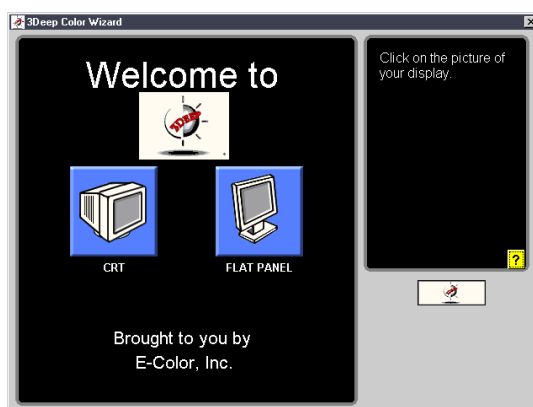 3Deep Color Wizard
Welcome to
3DEEP
CRT
FLAT PANEL
Brought to you by
E-Color, Inc.
Click on the picture of
your display.
?